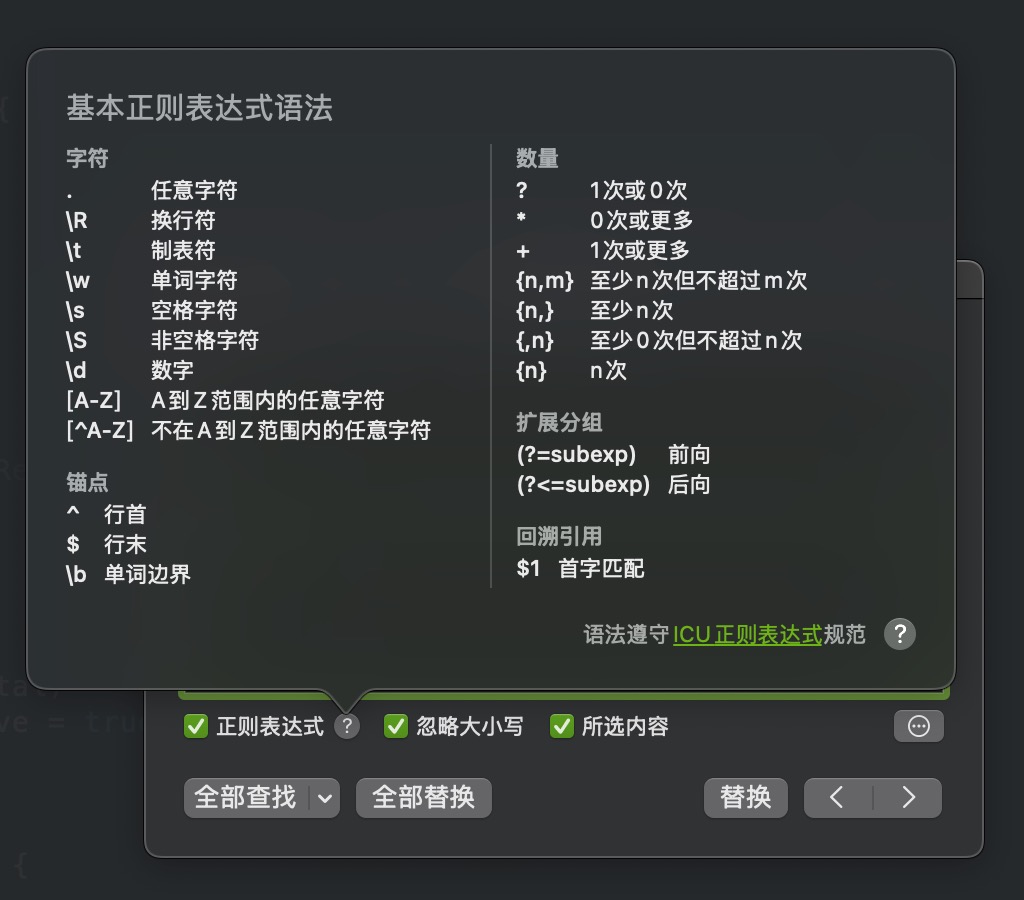 基本正则表达式语法
字符
. 任意字符
\R 换行符
\t 制表符
\w 单词字符
\s 空格字符
\S 非空格字符
\d 数字
[A-Z] A到Z范围内的任意字符
[^A-Z] 不在A到Z范围内的任意字符
锚点
^ 行首
$ 行末
\b 单词边界
数量
? 1次或0次
* 0次或更多
+ 1次或更多
{n,m} 至少n次但不超过m次
{n,} 至少n次
{,n} 至少0次但不超过n次
{n} n次
扩展分组
(?=subexp) 前向
(?<=subexp) 后向
回溯引用
$1 首字匹配
语法遵守ICU正则表达式规范 ?
ve = tru
正则表达式 ? 忽略大小写 所选内容
全部查找 全部替换 替换
{